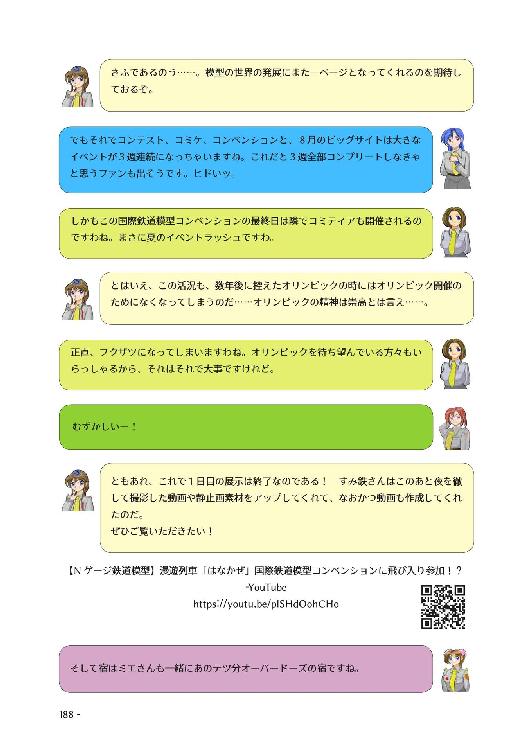 さふであるのう……。模型の世界の発展にまた一ページとなってくれるのを期待し
ておるぞ。
でもそれでコンテスト、コミケ、コンベンションと、８月のビッグサイトは大きな
イベントが３週連続になっちゃいますね。これだと３週全部コンプリートしなきゃ
と思うファンも出そうです。ヒドいッ。
しかもこの国際鉄道模型コンベンションの最終日は隣でコミティアも開催されるの
ですわね。まさに夏のイベントラッシュですわ。
とはいえ、この活況も、数年後に控えたオリンピックの時にはオリンピック開催の
ためになくなってしまうのだ……オリンピックの精神は崇高とは言え……。
正直、フクザツになってしまいますわね。オリンピックを待ち望んでいる方々もい
らっしゃるから、それはそれで大事ですけれど。
むずかしいー！
ともあれ、これで１日目の展示は終了なのである！　すみ鉄さんはこのあと夜を徹
して撮影した動画や静止画素材をアップしてくれて、なおかつ動画も作成してくれ
たのだ。
ぜひご覧いただきたい！
【N ゲージ鉄道模型】漫遊列車「はなかぜ」国際鉄道模型コンベンションに飛び入り参加！？
-YouTube
https://youtu.be/pISHdOohCHo
そして宿はミエさんも一緒にあのテツ分オーバードーズの宿ですね。
188 -